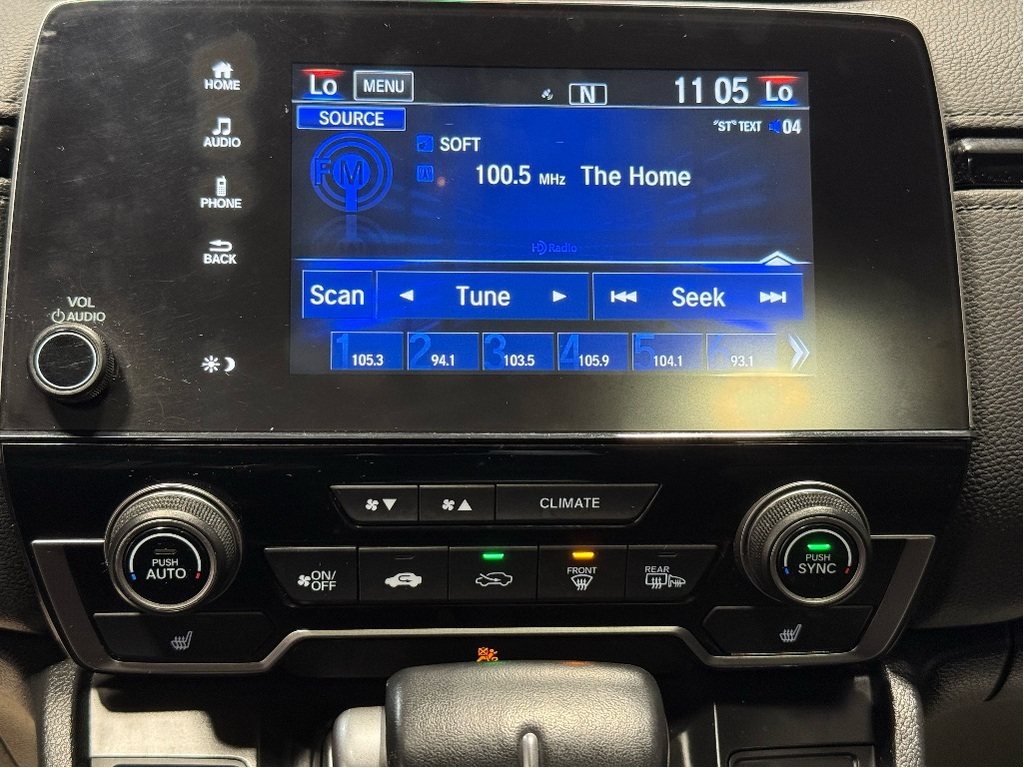 HOME
AUDIO
PHONE
BACK
VOL
AUDIO
Lo MENU N 11 05 Lo
SOURCE
"ST" TEXT 04
FM
SOFT
100.5 MHz The Home
HD Radio
Scan Tune Seek
1 105.3 2 94.1 3 103.5 4 105.9 5 104.1 6 93.1
CLIMATE
PUSH
AUTO
ON/
OFF
FRONT
REAR
PUSH
SYNC